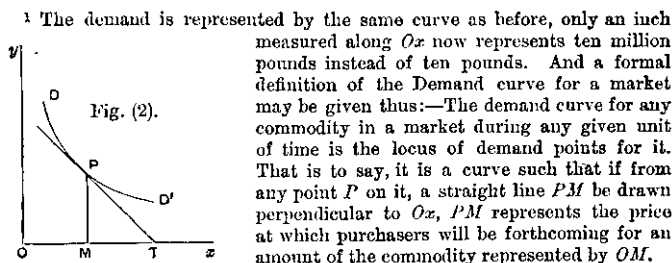 ¹ The demand is represented by the same curve as before, only an inch
measured along Ox now represents ten million
pounds instead of ten pounds. And a formal
definition of the Demand curve for a market
may be given thus:—The demand curve for any
commodity in a market during any given unit
of time is the locus of demand points for it.
That is to say, it is a curve such that if from
any point P on it, a straight line PM be drawn
perpendicular to Ox, PM represents the price
at which purchasers will be forthcoming for an
amount of the commodity represented by OM.
y
D
Fig. (2).
P
D'
O M T x